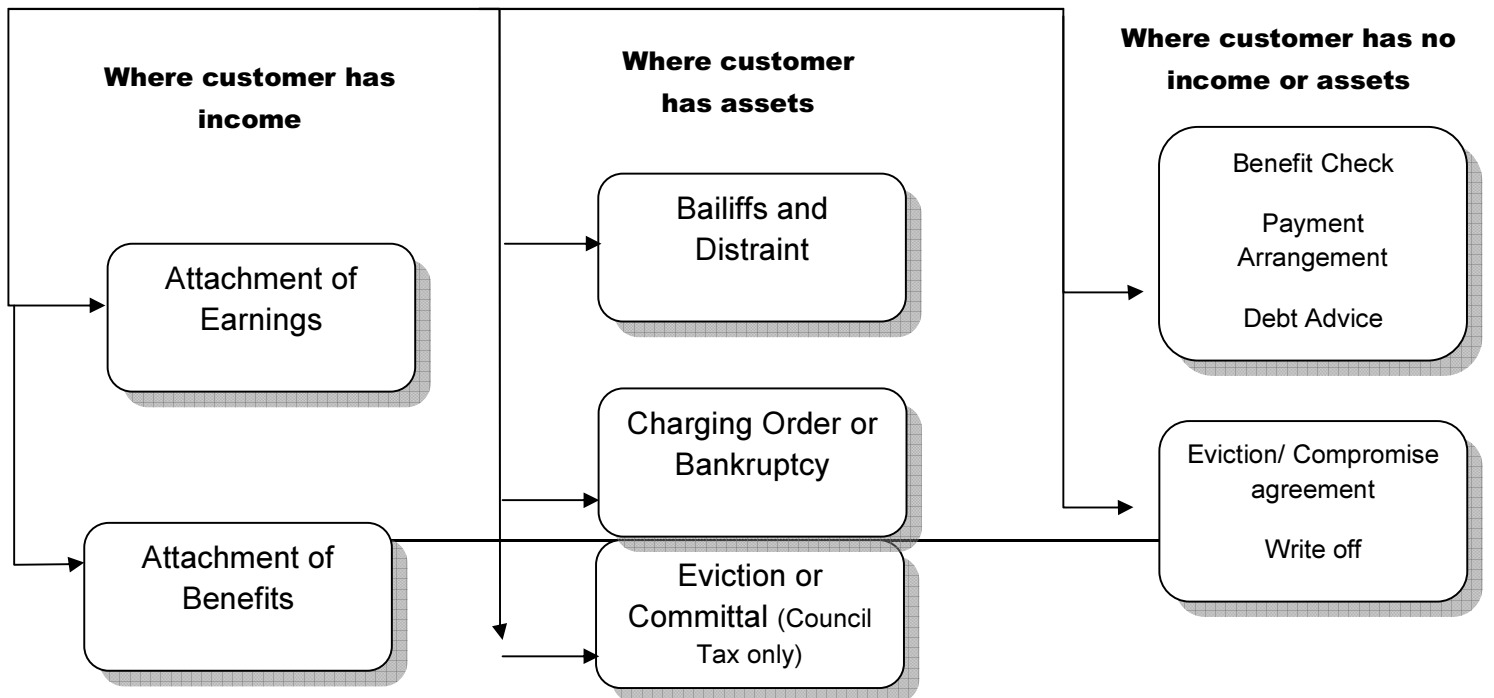 Where customer has
income
Attachment of
Earnings
Attachment of
Benefits
Where customer
has assets
Bailiffs and
Distraint
Charging Order or
Bankruptcy
Eviction or
Committal (Council
Tax only)
Where customer has no
income or assets
Benefit Check
Payment
Arrangement
Debt Advice
Eviction/ Compromise
agreement
Write off